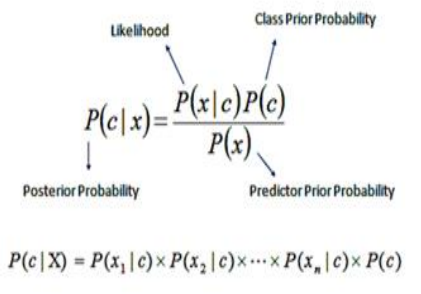 Likelihood
Class Prior Probability
P(c|x)=P(x|c)P(c)/P(x)
Posterior Probability
Predictor Prior Probability
P(c|X) = P(x₁|c)×P(x₂|c)×···×P(xₙ|c)×P(c)